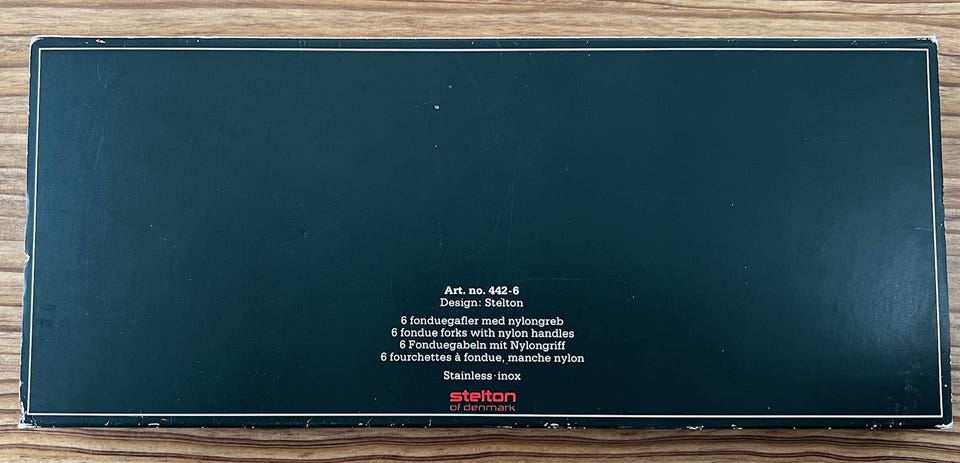 Art. no. 442-6
Design: Stelton
6 fonduegafler med nylongreb
6 fondue forks with nylon handles
6 Fonduegabeln mit Nylongriff
6 fourchettes à fondue, manche nylon
Stainless·inox
stelton
of denmark